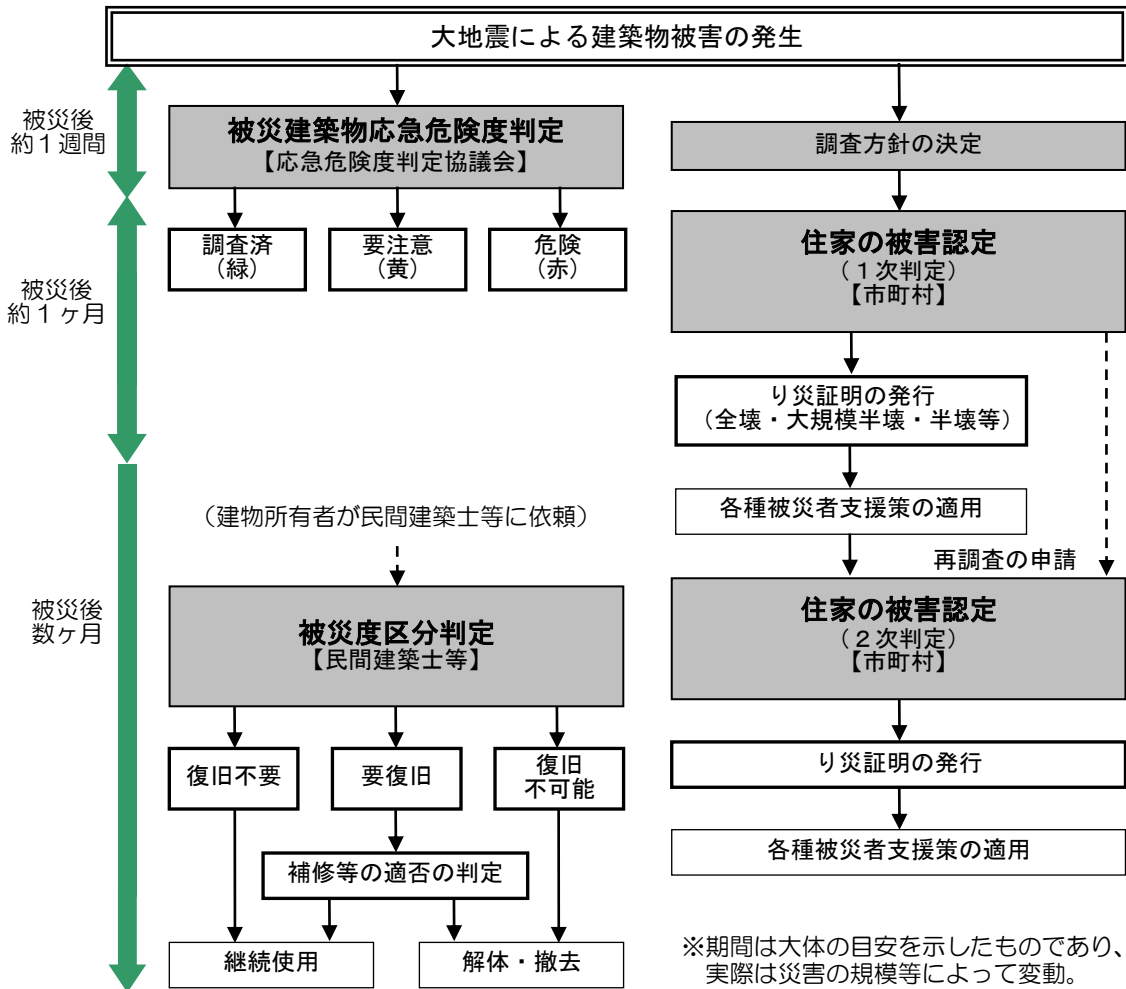 大地震による建築物被害の発生
被災後
約１週間
被災建築物応急危険度判定
【応急危険度判定協議会】
調査方針の決定
被災後
約１ヶ月
調査済
（緑）
要注意
（黄）
危険
（赤）
住家の被害認定
（１次判定）
【市町村】
り災証明の発行
（全壊・大規模半壊・半壊等）
各種被災者支援策の適用
再調査の申請
被災後
数ヶ月
（建物所有者が民間建築士等に依頼）
被災度区分判定
【民間建築士等】
住家の被害認定
（２次判定）
【市町村】
復旧不要
要復旧
復旧
不可能
り災証明の発行
補修等の適否の判定
各種被災者支援策の適用
継続使用
解体・撤去
※期間は大体の目安を示したものであり、
実際は災害の規模等によって変動。